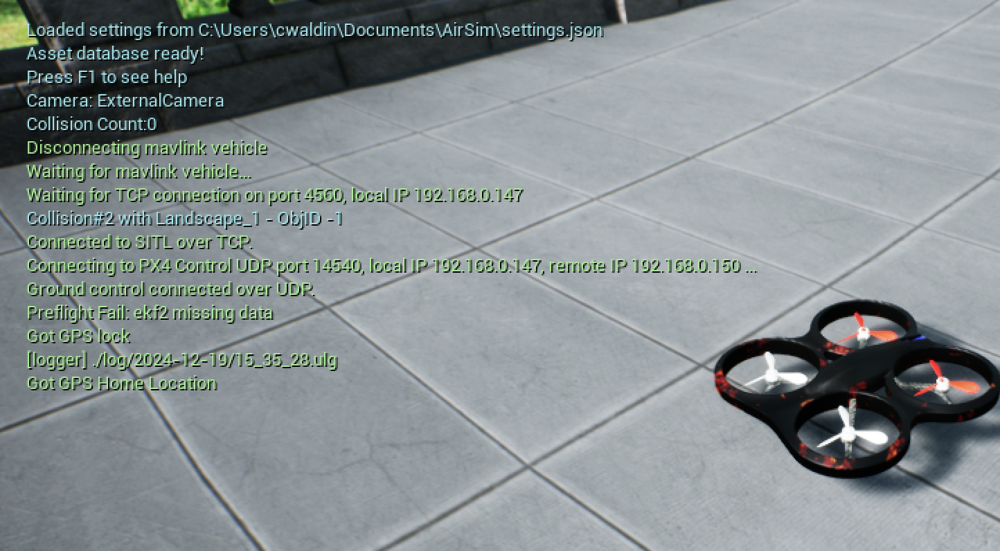 Loaded settings from C:\Users\cwaldin\Documents\AirSim\settings.json
Asset database ready!
Press F1 to see help
Camera: ExternalCamera
Collision Count:0
Disconnecting mavlink vehicle
Waiting for mavlink vehicle...
Waiting for TCP connection on port 4560, local IP 192.168.0.147
Collision#2 with Landscape_1 - ObjID -1
Connected to SITL over TCP.
Connecting to PX4 Control UDP port 14540, local IP 192.168.0.147, remote IP 192.168.0.150 ...
Ground control connected over UDP.
Preflight Fail: ekf2 missing data
Got GPS lock
[logger] ./log/2024-12-19/15_35_28.ulg
Got GPS Home Location